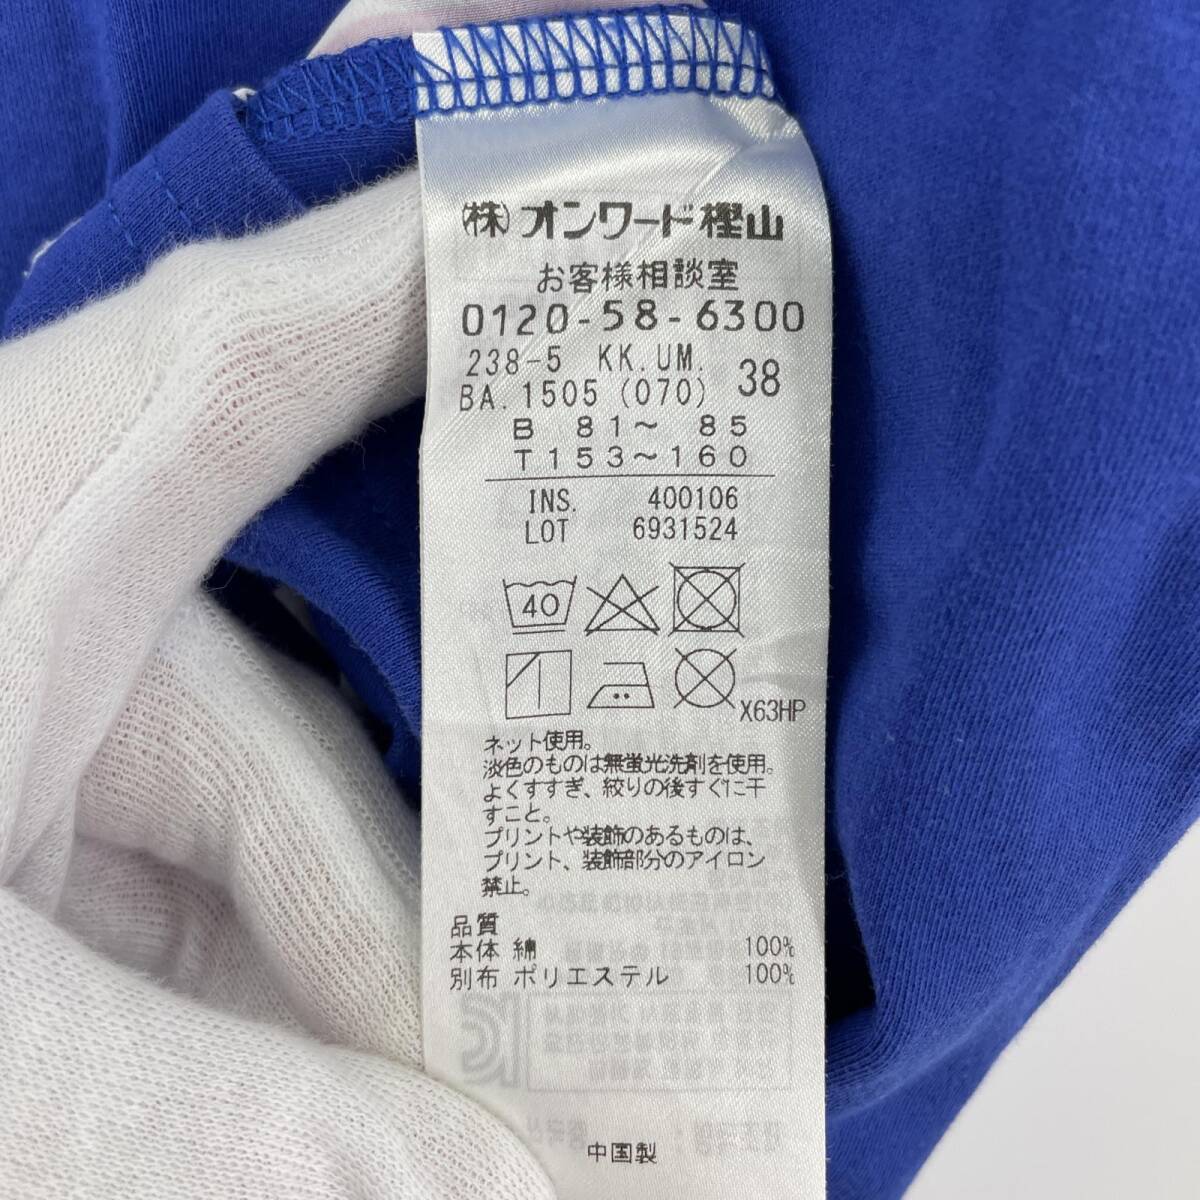 (株)オンワード樫山
お客様相談室
0120-58-6300
238-5 KK.UM. 38
BA.1505(070)
B 81～ 85
T153～160
INS. 400106
LOT 6931524
40
X63HP
ネット使用。
淡色のものは無蛍光洗剤を使用。
よくすすぎ、絞りの後すぐに干
すこと。
プリントや装飾のあるものは、
プリント、装飾部分のアイロン
禁止。
品質
本体 綿 100%
別布 ポリエステル 100%
中国製